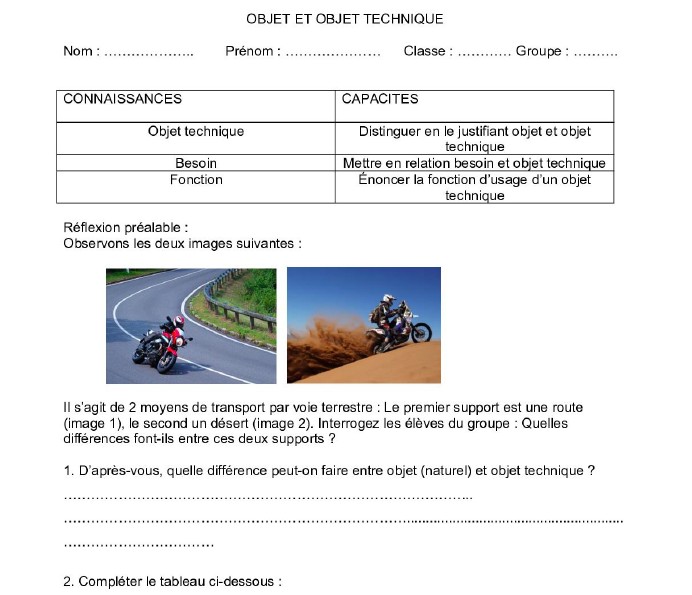 OBJET ET OBJET TECHNIQUE
Nom : ……………….. Prénom : ………………… Classe : ………… Groupe : ……….
CONNAISSANCES CAPACITES
Objet technique Distinguer en le justifiant objet et objet
technique
Besoin Mettre en relation besoin et objet technique
Fonction Énoncer la fonction d'usage d'un objet
technique
Réflexion préalable :
Observons les deux images suivantes :
Il s'agit de 2 moyens de transport par voie terrestre : Le premier support est une route
(image 1), le second un désert (image 2). Interrogez les élèves du groupe : Quelles
différences font-ils entre ces deux supports ?
1. D'après-vous, quelle différence peut-on faire entre objet (naturel) et objet technique ?
……………………………………………………………………………..
…………………………………………………………………............................................................
……………………………
2. Compléter le tableau ci-dessous :